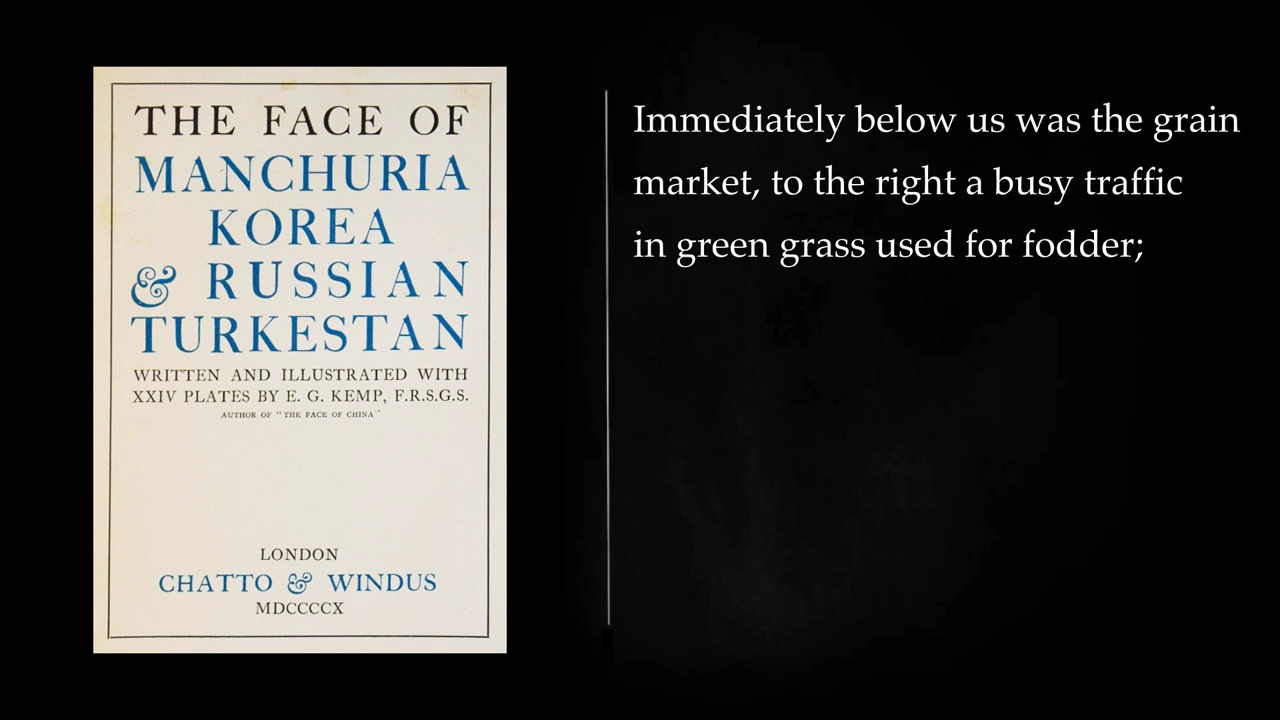 THE FACE OF
MANCHURIA
KOREA
& RUSSIAN
TURKESTAN
WRITTEN AND ILLUSTRATED WITH
XXIV PLATES BY E. G. KEMP, F.R.S.G.S.
AUTHOR OF "THE FACE OF CHINA"
LONDON
CHATTO & WINDUS
MDCCCCX
Immediately below us was the grain
market, to the right a busy traffic
in green grass used for fodder;